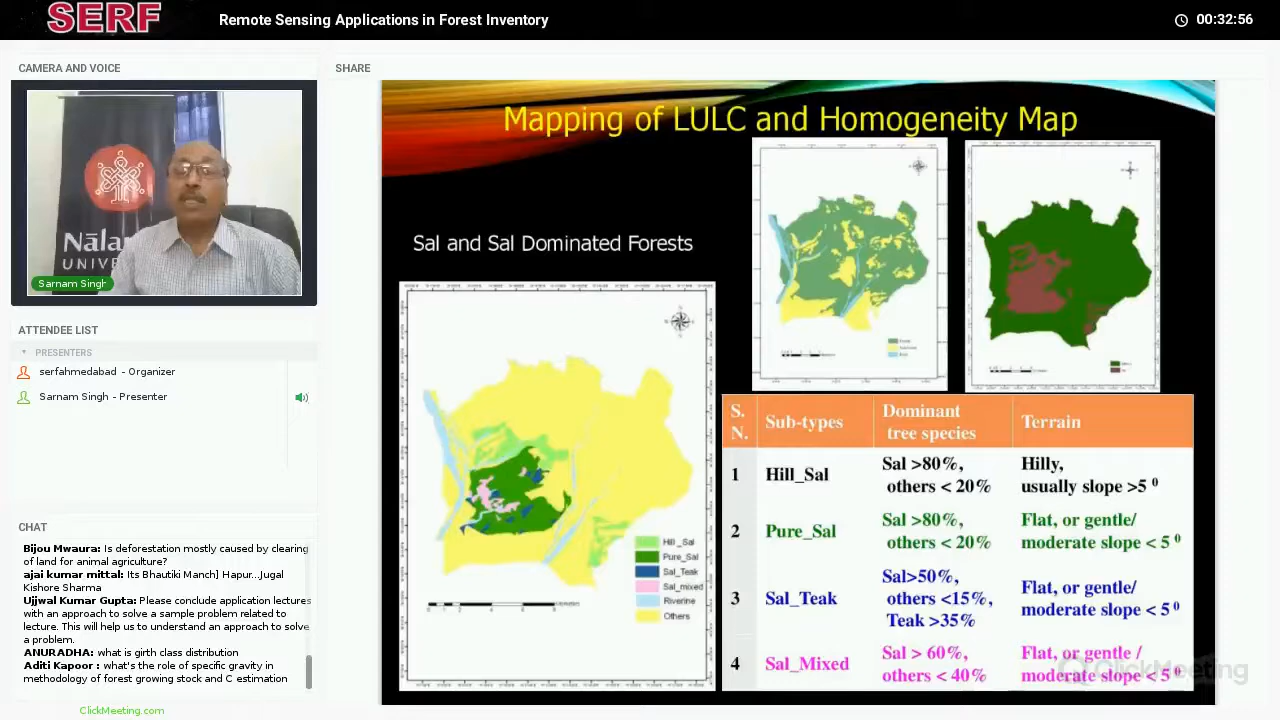 SERF
Remote Sensing Applications in Forest Inventory
00:32:56
CAMERA AND VOICE
SHARE
Nālan
UNIVER
Sarnam Singh
ATTENDEE LIST
PRESENTERS
serfahmedabad - Organizer
Sarnam Singh - Presenter
CHAT
Bijou Mwaura: Is deforestation mostly caused by clearing
of land for animal agriculture?
ajai kumar mittal: Its Bhautiki Manch] Hapur...Jugal
Kishore Sharma
Ujjwal Kumar Gupta: Please conclude application lectures
with an approach to solve a sample problem related to
lecture. This will help us to understand an approach to solve
a problem.
ANURADHA: what is girth class distribution
Aditi Kapoor : what's the role of specific gravity in
methodology of forest growing stock and C estimation
ClickMeeting.com
Mapping of LULC and Homogeneity Map
Sal and Sal Dominated Forests
Hill_Sal
Pure_Sal
Sal_Teak
Sal_mixed
Riverine
Others
S. N. Sub-types Dominant tree species Terrain
1 Hill_Sal Sal >80%, others < 20% Hilly, usually slope >5 0
2 Pure_Sal Sal >80%, others < 20% Flat, or gentle/ moderate slope < 5 0
3 Sal_Teak Sal>50%, others <15%, Teak >35% Flat, or gentle/ moderate slope < 5 0
4 Sal_Mixed Sal > 60%, others < 40% Flat, or gentle / moderate slope < 5 0
ClickMeeting